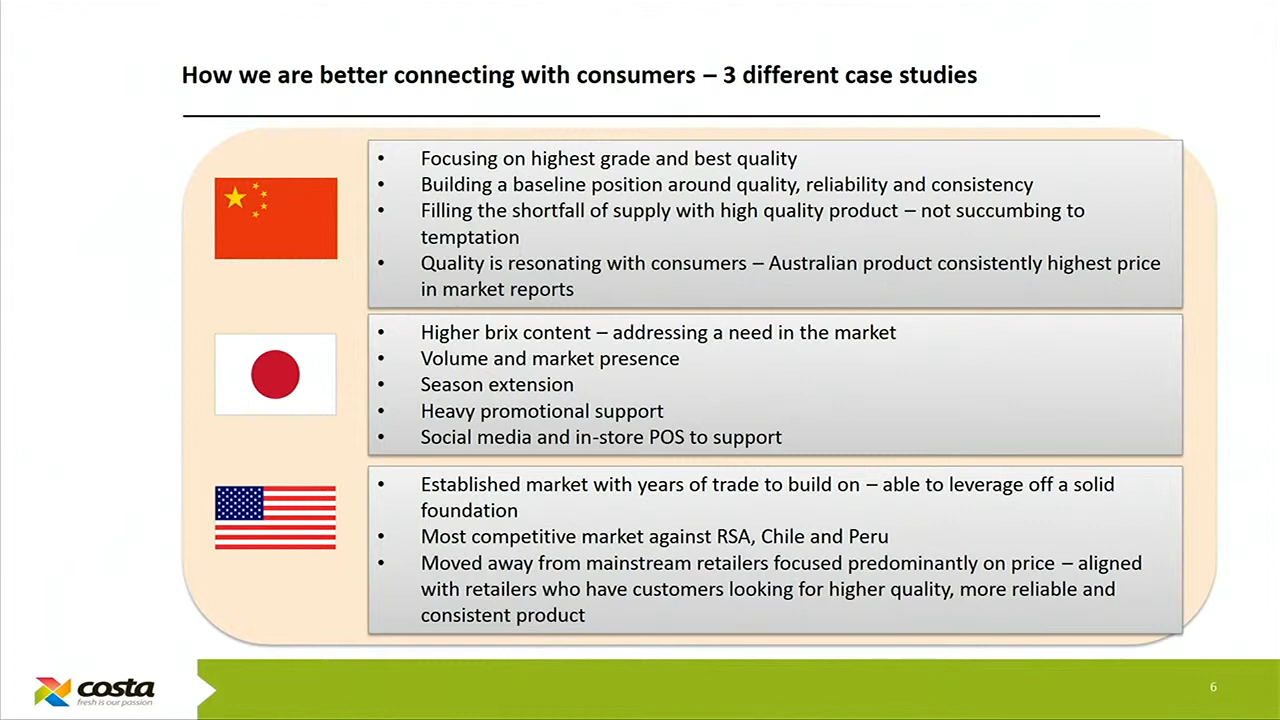 How we are better connecting with consumers – 3 different case studies
• Focusing on highest grade and best quality
• Building a baseline position around quality, reliability and consistency
• Filling the shortfall of supply with high quality product – not succumbing to
temptation
• Quality is resonating with consumers – Australian product consistently highest price
in market reports
• Higher brix content – addressing a need in the market
• Volume and market presence
• Season extension
• Heavy promotional support
• Social media and in-store POS to support
• Established market with years of trade to build on – able to leverage off a solid
foundation
• Most competitive market against RSA, Chile and Peru
• Moved away from mainstream retailers focused predominantly on price – aligned
with retailers who have customers looking for higher quality, more reliable and
consistent product
costa
fresh is our passion
6